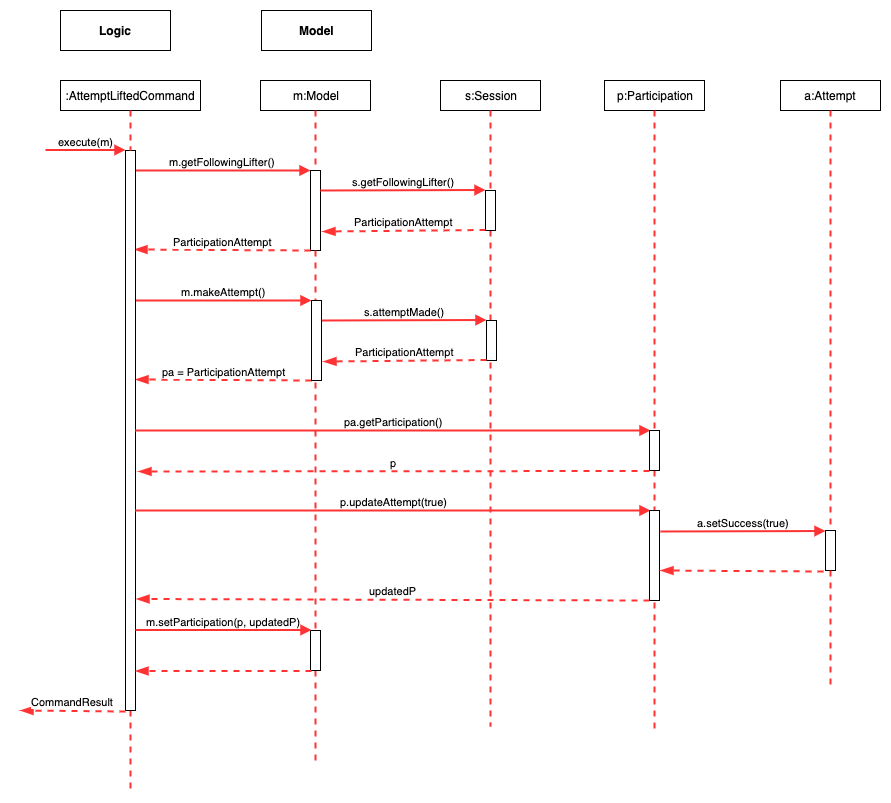 Logic
Model
:AttemptLiftedCommand
m:Model
s:Session
p:Participation
a:Attempt
execute(m)
m.getFollowingLifter()
s.getFollowingLifter()
ParticipationAttempt
ParticipationAttempt
m.makeAttempt()
s.attemptMade()
ParticipationAttempt
pa = ParticipationAttempt
pa.getParticipation()
p
p.updateAttempt(true)
a.setSuccess(true)
updatedP
m.setParticipation(p, updatedP)
CommandResult